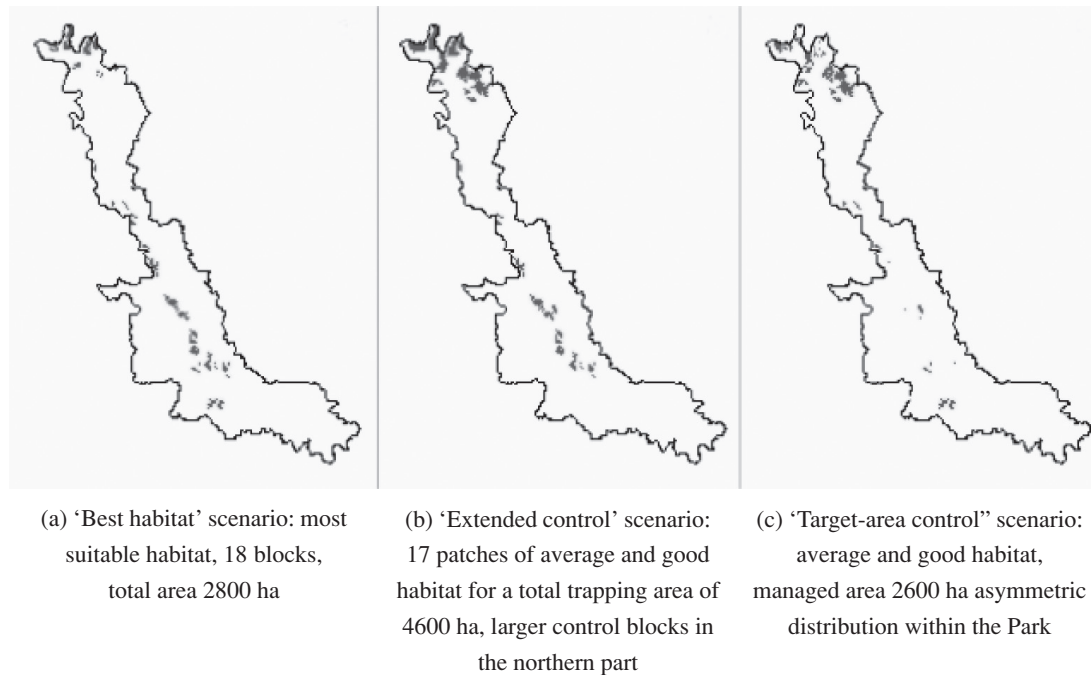 (a) ‘Best habitat’ scenario: most
suitable habitat, 18 blocks,
total area 2800 ha
(b) ‘Extended control’ scenario:
17 patches of average and good
habitat for a total trapping area of
4600 ha, larger control blocks in
the northern part
(c) ‘Target-area control” scenario:
average and good habitat,
managed area 2600 ha asymmetric
distribution within the Park